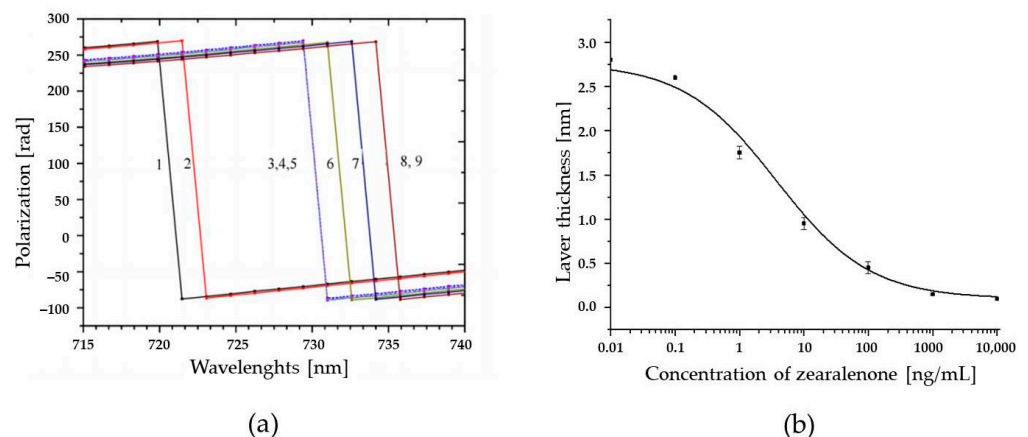 300
250
200
150
100
50
0
−50
−100
Polarization [rad]
1
2
3,4,5
6
7
8, 9
715 720 725 730 735 740
Wavelenghts [nm]
(a)
3.0
2.5
2.0
1.5
1.0
0.5
0.0
Layer thickness [nm]
0.01 0.1 1 10 100 1000 10,000
Concentration of zearalenone [ng/mL]
(b)